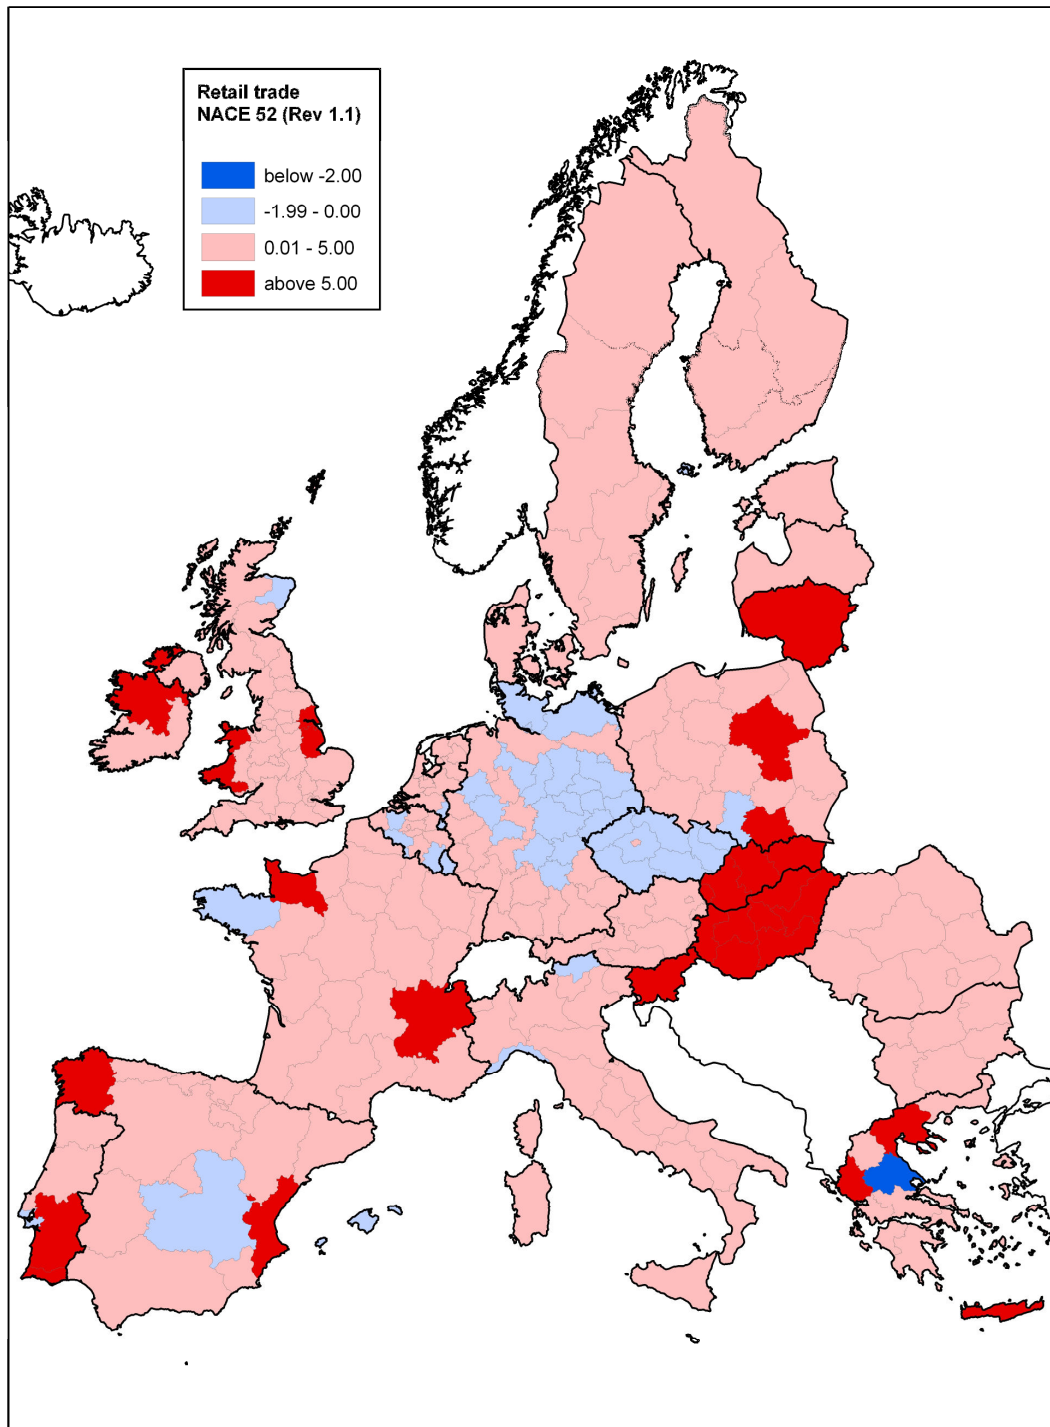 Retail trade
NACE 52 (Rev 1.1)
below -2.00
-1.99 - 0.00
0.01 - 5.00
above 5.00